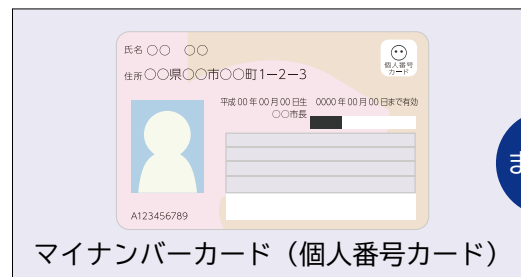 氏名 ○○ ○○
住所 ○○県○○市○○町1-2-3
個人番号
カード
平成00年00月00日生 0000年00月00日まで有効
○○市長
A123456789
マイナンバーカード（個人番号カード）
ま